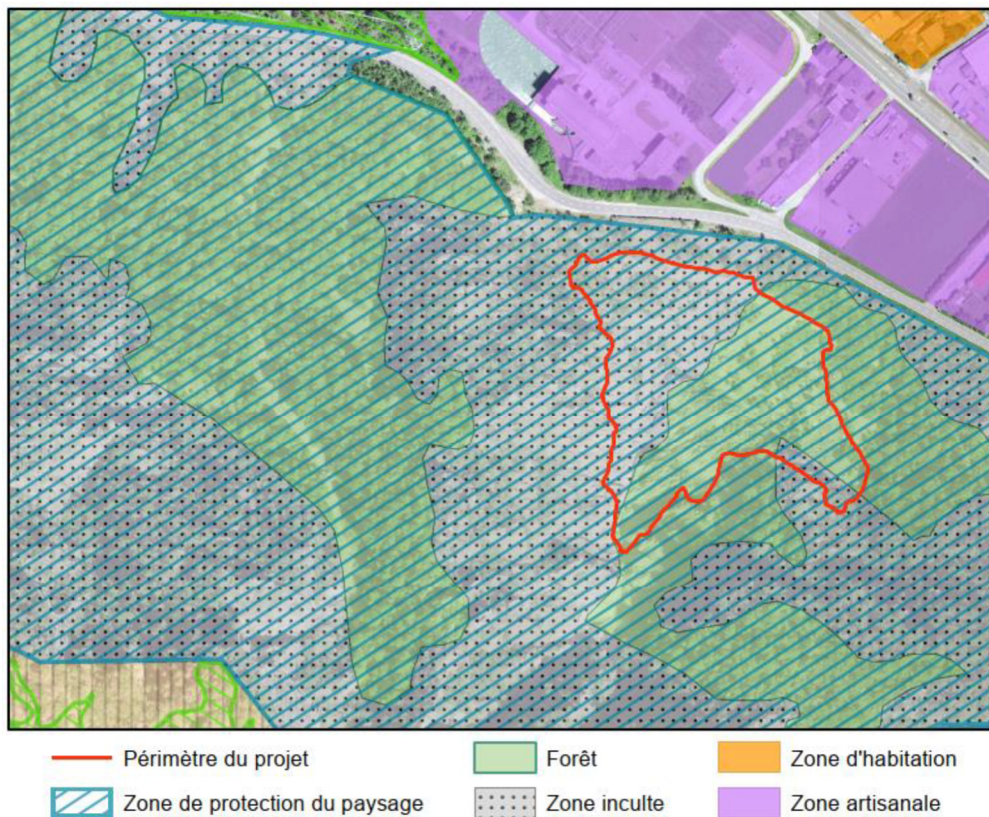 Périmètre du projet
Forêt
Zone d'habitation
Zone de protection du paysage
Zone inculte
Zone artisanale